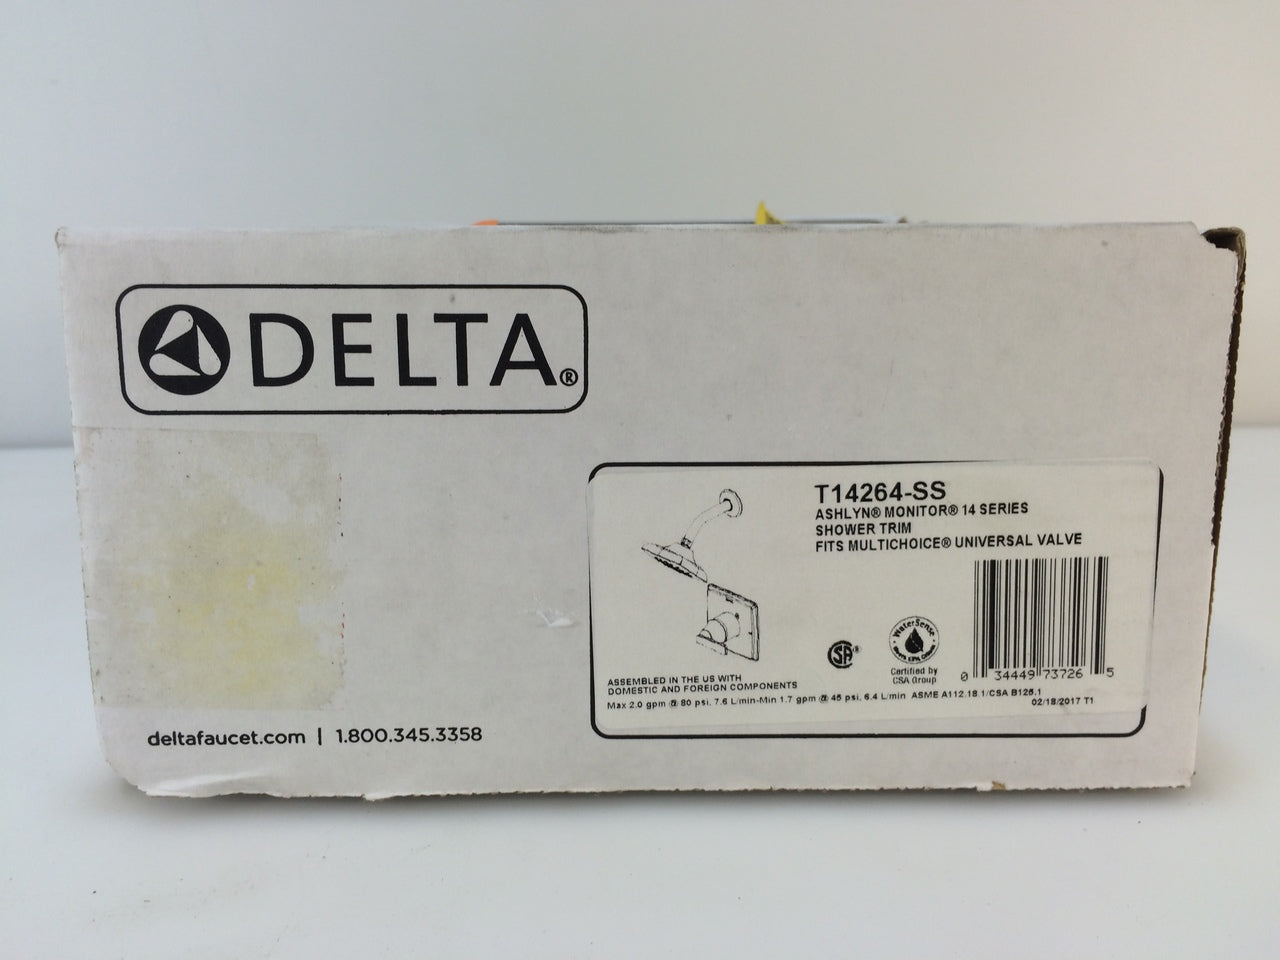 DELTA®
T14264-SS
ASHLYN® MONITOR® 14 SERIES
SHOWER TRIM
FITS MULTICHOICE® UNIVERSAL VALVE
SA®
WaterSense
Certified by
CSA Group
0 34449 73726 5
ASSEMBLED IN THE US WITH
DOMESTIC AND FOREIGN COMPONENTS
Max 2.0 gpm @ 80 psi, 7.6 L/min-Min 1.7 gpm @ 45 psi, 6.4 L/min ASME A112.18.1/CSA B125.1
02/18/2017 T1
deltafaucet.com | 1.800.345.3358